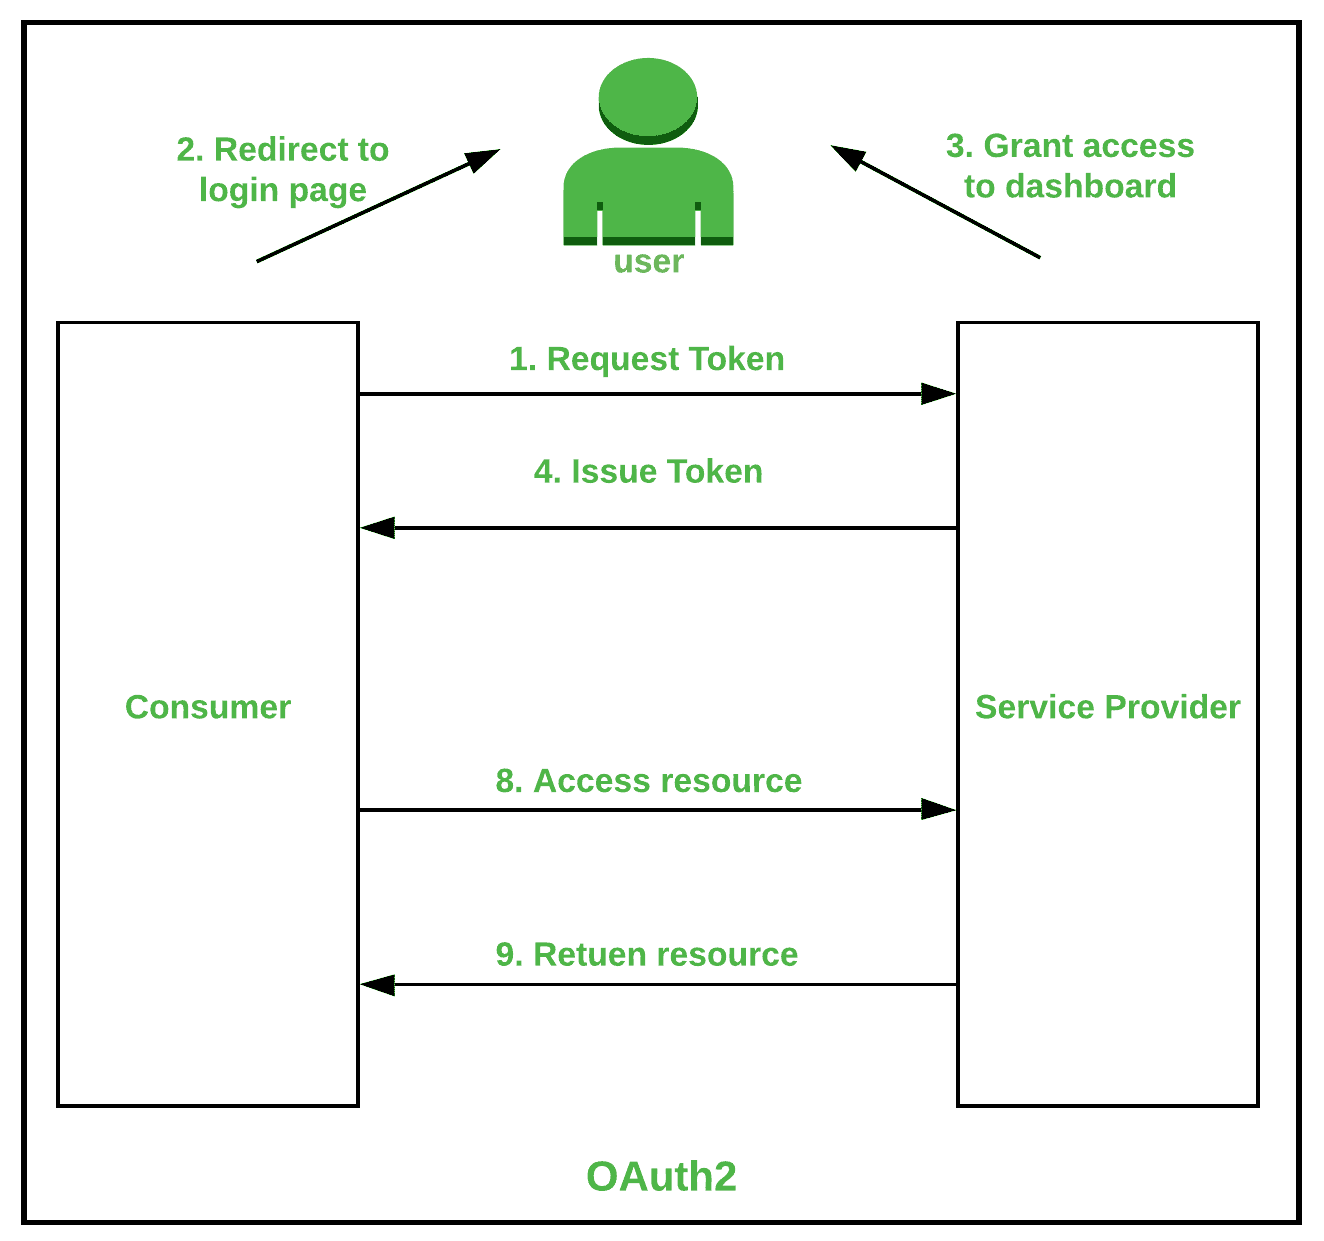 2. Redirect to
login page
3. Grant access
to dashboard
user
1. Request Token
4. Issue Token
Consumer
Service Provider
8. Access resource
9. Retuen resource
OAuth2